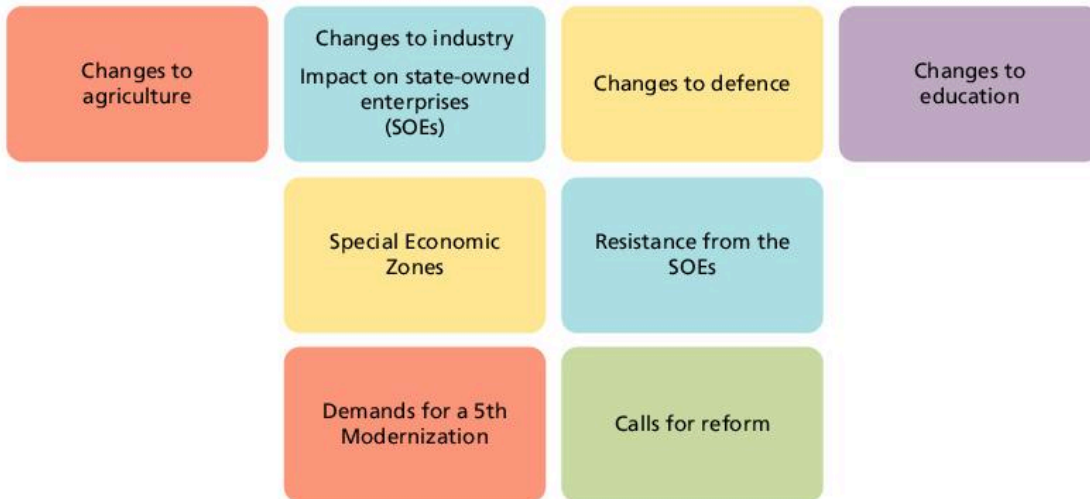 Changes to
agriculture
Changes to industry
Impact on state-owned
enterprises
(SOEs)
Changes to defence
Changes to
education
Special Economic
Zones
Resistance from the
SOEs
Demands for a 5th
Modernization
Calls for reform